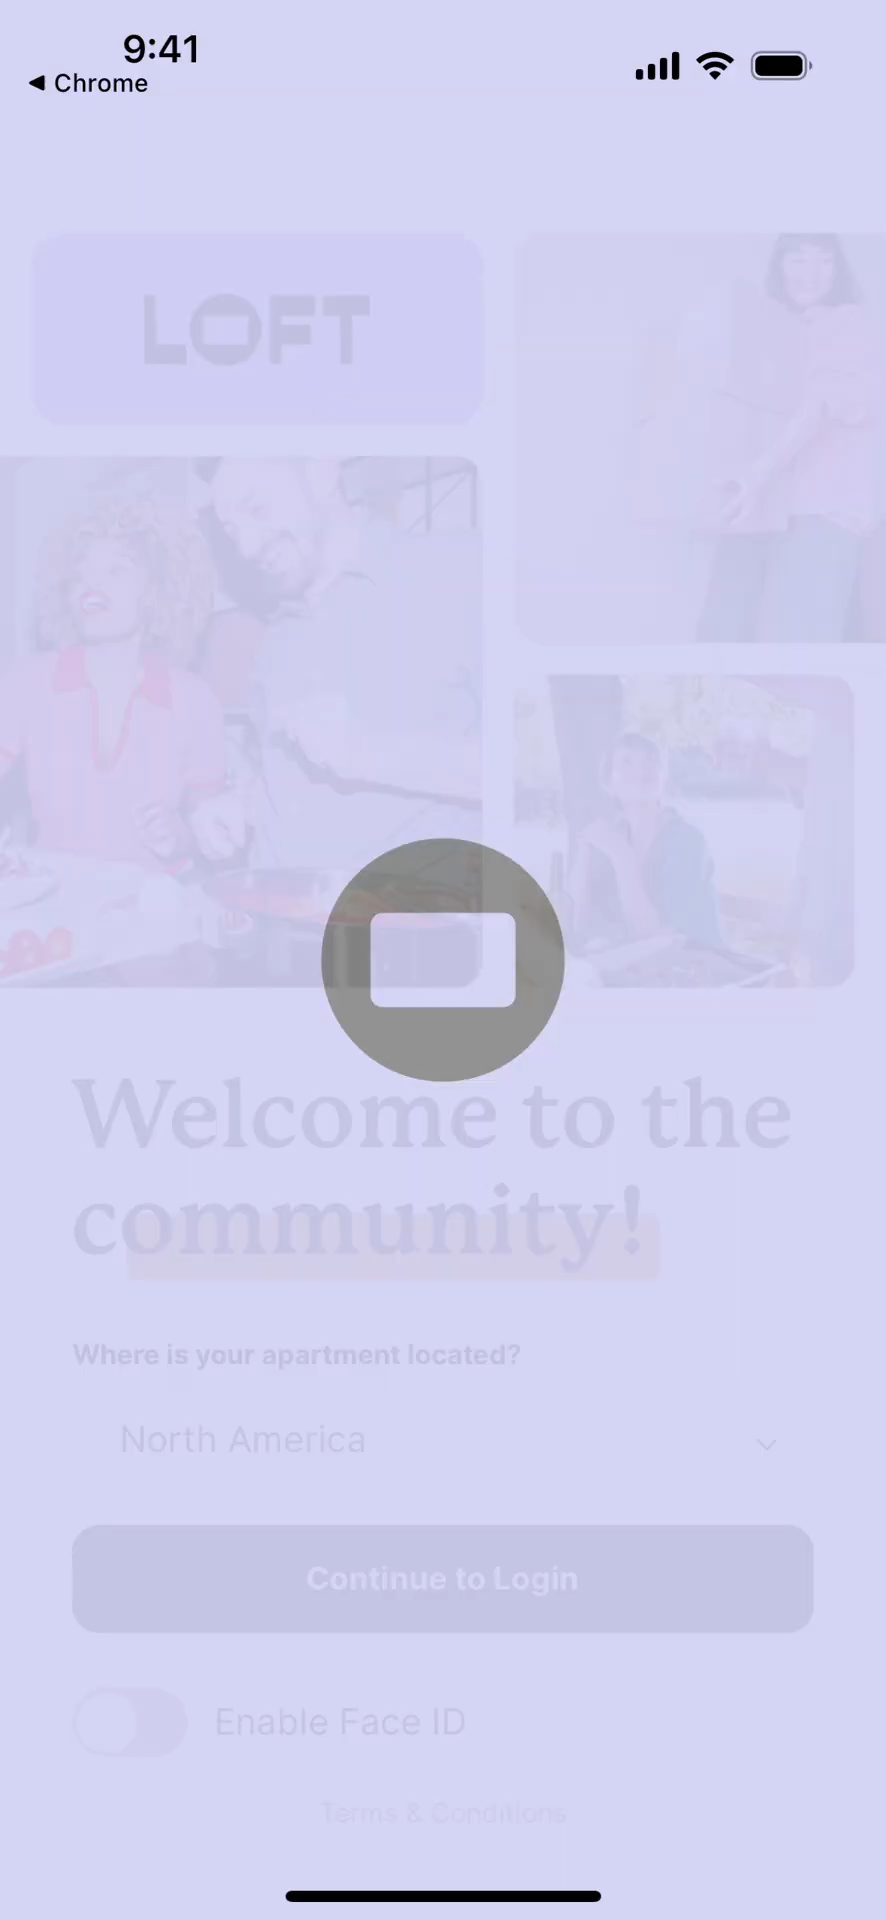 9:41
◀ Chrome
LOFT
Welcome to the
community!
Where is your apartment located?
North America
Continue to Login
Enable Face ID
Terms & Conditions